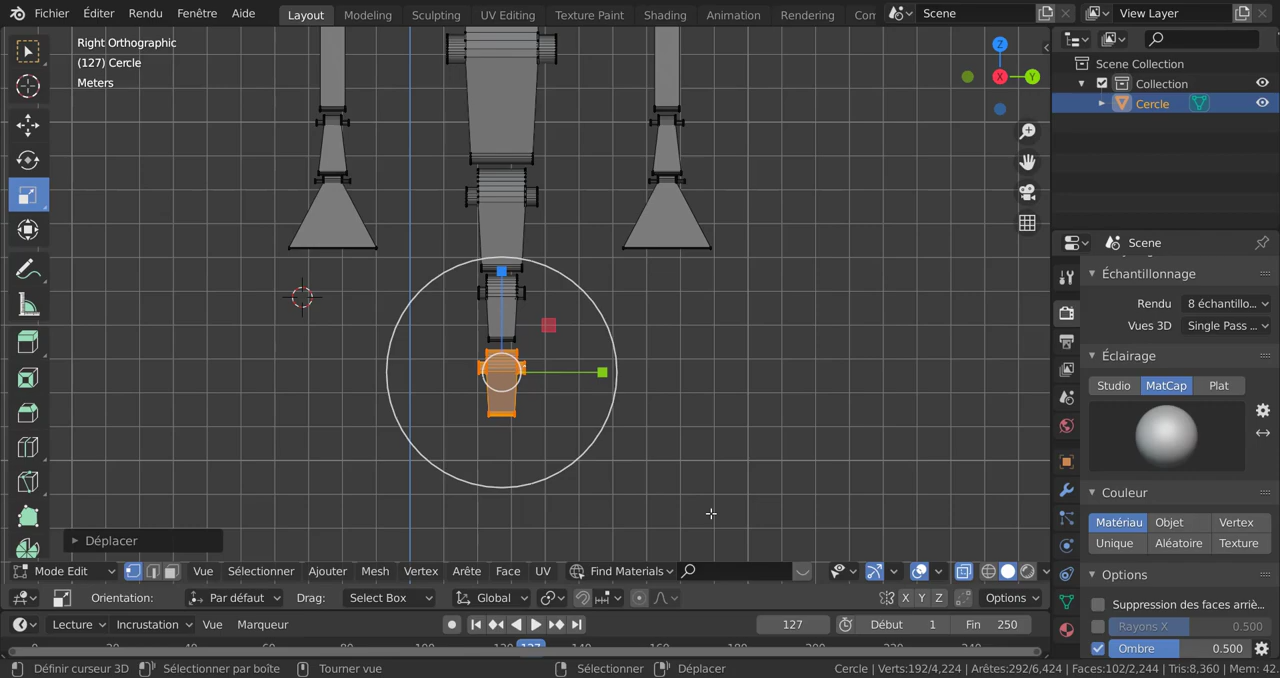 Fichier Edition Rendu Fenêtre Aide Layout Modeling Sculpting UV Editing Texture Paint Shading Animation Rendering Con Scene View Layer
Right Orthographic
(127) Cercle
Meters
Z
X
Y
Scene Collection
Collection
Cercle
Scene
Échantillonnage
Rendu 8 échantillo...
Vues 3D Single Pass ...
Éclairage
Studio MatCap Plat
Couleur
Matériau Objet Vertex
Unique Aléatoire Texture
Options
Suppression des faces arriè...
Rayons X 0.500
Ombre 0.500
Déplacer
Mode Edit Vue Sélectionner Ajouter Mesh Vertex Arête Face UV Find Materials
Orientation: Par défaut Drag: Select Box Global X Y Z Options
Lecture Incrustation Vue Marqueur 127 Début 1 Fin 250
Définir curseur 3D Sélectionner par boîte Tourner vue Sélectionner Déplacer Cercle | Verts:192/4,224 | Arêtes:292/6,424 | Faces:102/2,244 | Tris:8,360 | Mem: 42.